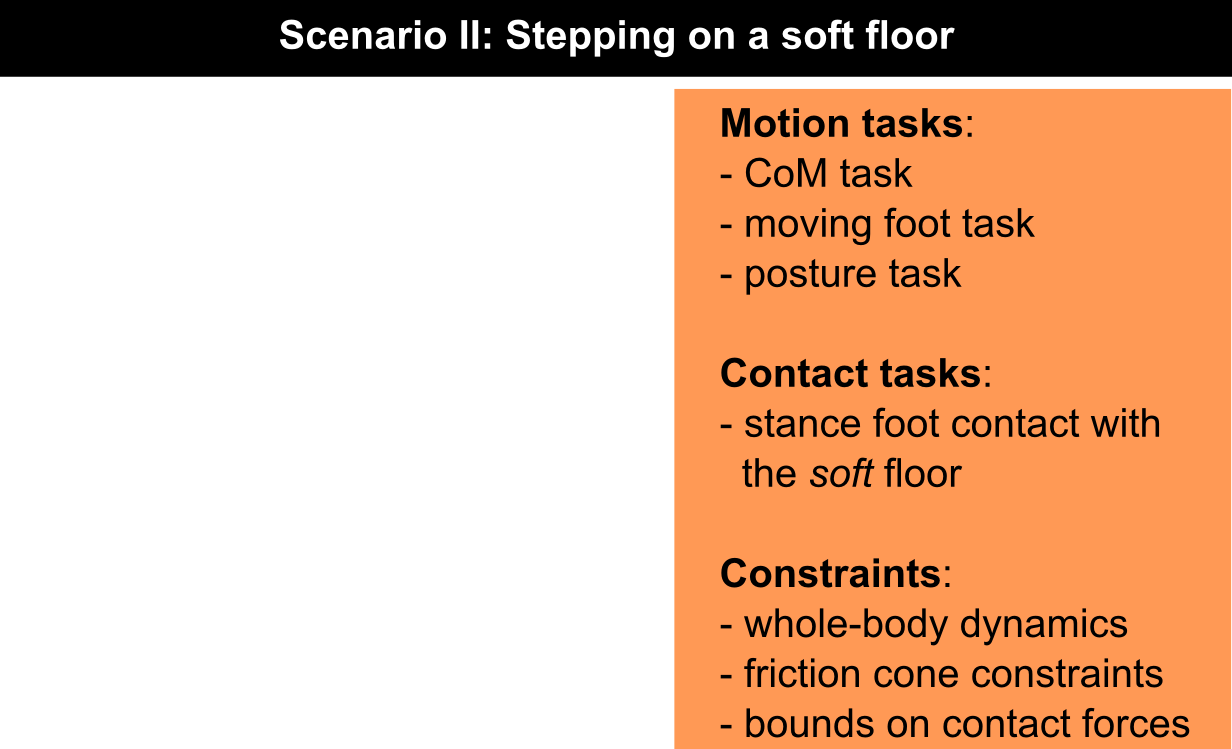 Scenario II: Stepping on a soft floor
Motion tasks:
- CoM task
- moving foot task
- posture task
Contact tasks:
- stance foot contact with
the soft floor
Constraints:
- whole-body dynamics
- friction cone constraints
- bounds on contact forces